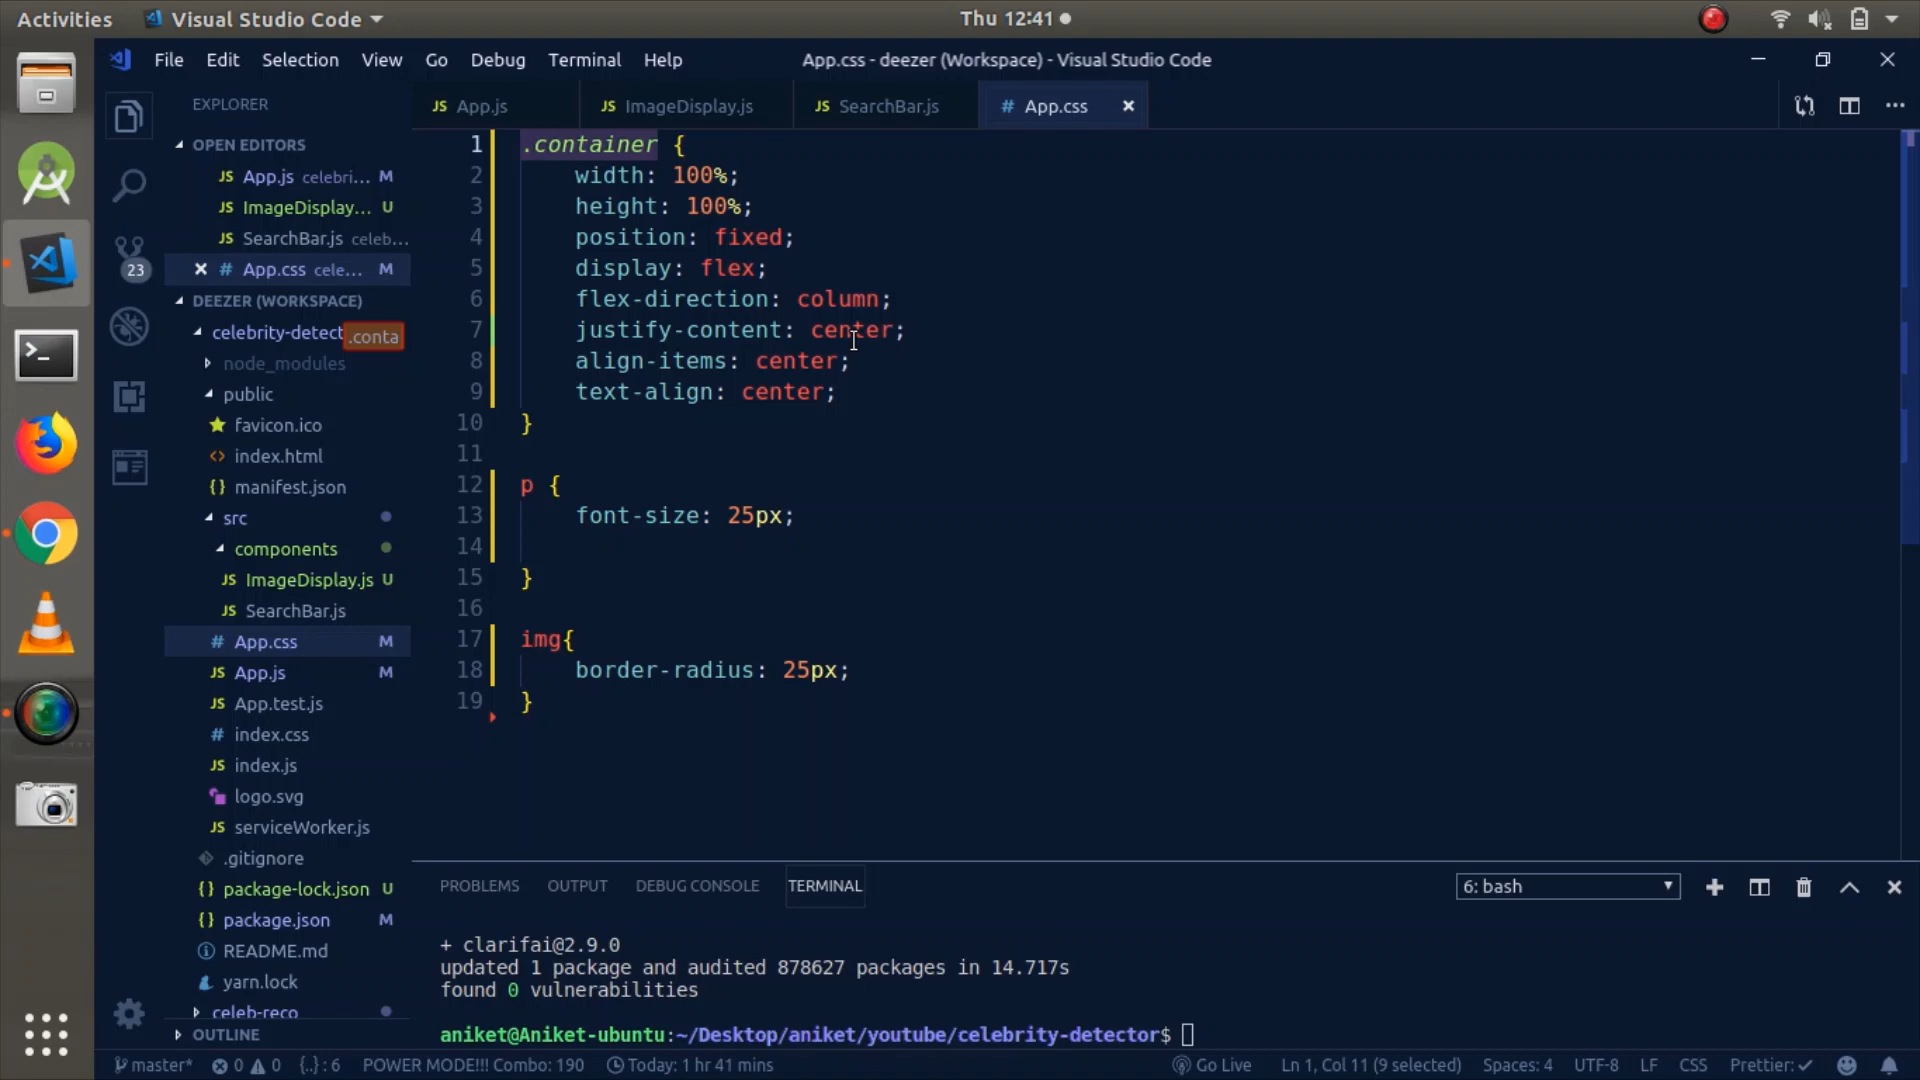 Activities Visual Studio Code Thu 12:41
File Edit Selection View Go Debug Terminal Help App.css - deezer (Workspace) - Visual Studio Code
EXPLORER
OPEN EDITORS
JS App.js celebri... M
JS ImageDisplay... U
JS SearchBar.js celeb...
# App.css cele... M
23
DEEZER (WORKSPACE)
celebrity-detect
.conta
node_modules
public
favicon.ico
<> index.html
{} manifest.json
src
components
JS ImageDisplay.js U
JS SearchBar.js
# App.css M
JS App.js M
JS App.test.js
# index.css
JS index.js
logo.svg
JS serviceWorker.js
.gitignore
{} package-lock.json U
{} package.json M
README.md
yarn.lock
celeb-reco
OUTLINE
JS App.js JS ImageDisplay.js JS SearchBar.js # App.css
1 .container {
2 width: 100%;
3 height: 100%;
4 position: fixed;
5 display: flex;
6 flex-direction: column;
7 justify-content: center;
8 align-items: center;
9 text-align: center;
10 }
11
12 p {
13 font-size: 25px;
14
15 }
16
17 img{
18 border-radius: 25px;
19 }
PROBLEMS OUTPUT DEBUG CONSOLE TERMINAL 6: bash
+ clarifai@2.9.0
updated 1 package and audited 878627 packages in 14.717s
found 0 vulnerabilities
aniket@Aniket-ubuntu:~/Desktop/aniket/youtube/celebrity-detector$
master* 0 0 {..} : 6 POWER MODE!!! Combo: 190 Today: 1 hr 41 mins Go Live Ln 1, Col 11 (9 selected) Spaces: 4 UTF-8 LF CSS Prettier: ✓